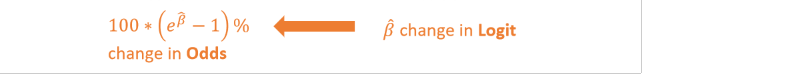 100 * (e^β̂ − 1) %
β̂ change in Logit
change in Odds